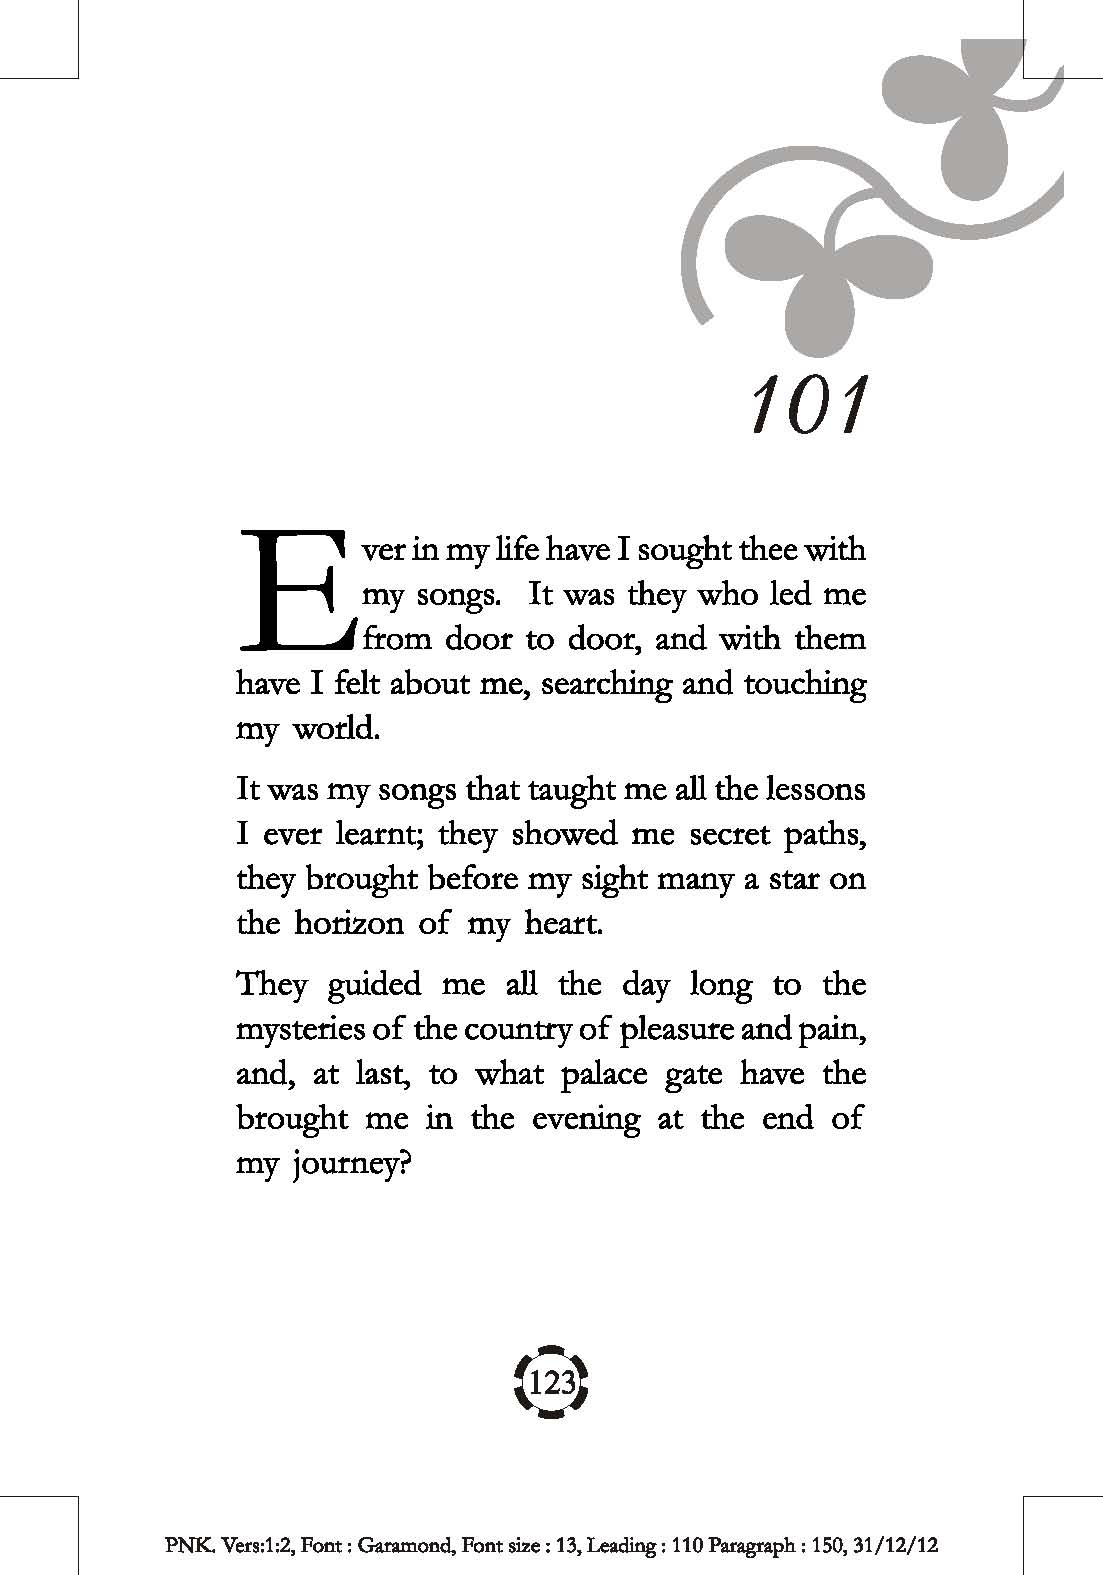 101
Ever in my life have I sought thee with
my songs. It was they who led me
from door to door, and with them
have I felt about me, searching and touching
my world.
It was my songs that taught me all the lessons
I ever learnt; they showed me secret paths,
they brought before my sight many a star on
the horizon of my heart.
They guided me all the day long to the
mysteries of the country of pleasure and pain,
and, at last, to what palace gate have the
brought me in the evening at the end of
my journey?
123
PNK. Vers:1:2, Font : Garamond, Font size : 13, Leading : 110 Paragraph : 150, 31/12/12